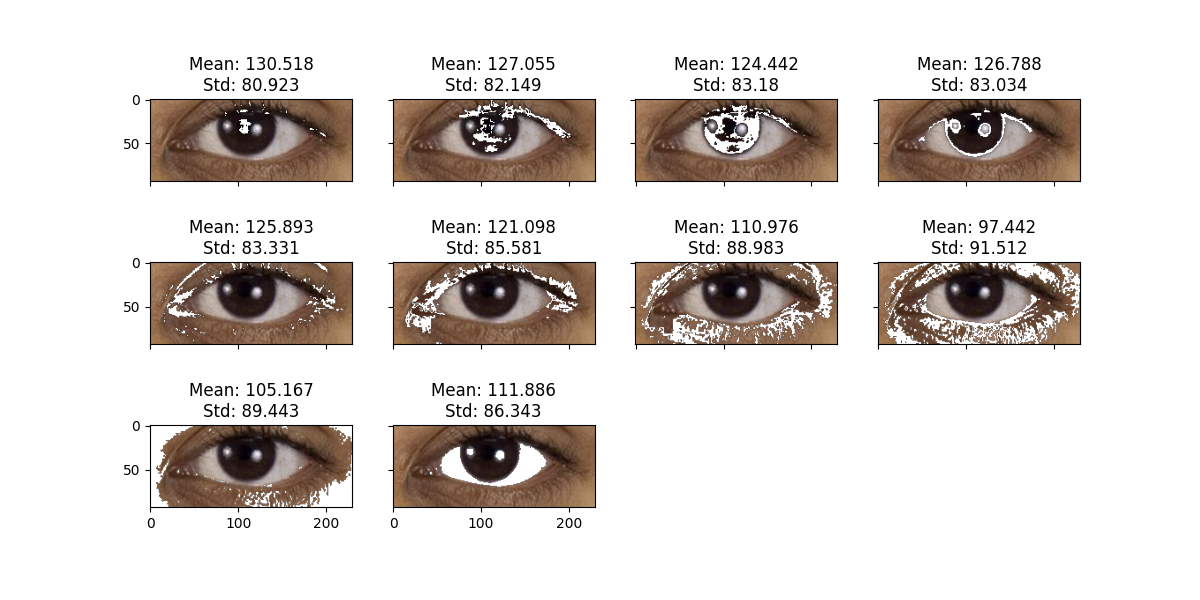 Mean: 130.518
Std: 80.923
Mean: 127.055
Std: 82.149
Mean: 124.442
Std: 83.18
Mean: 126.788
Std: 83.034
0
50
Mean: 125.893
Std: 83.331
Mean: 121.098
Std: 85.581
Mean: 110.976
Std: 88.983
Mean: 97.442
Std: 91.512
0
50
Mean: 105.167
Std: 89.443
Mean: 111.886
Std: 86.343
0
50
0 100 200
0 100 200